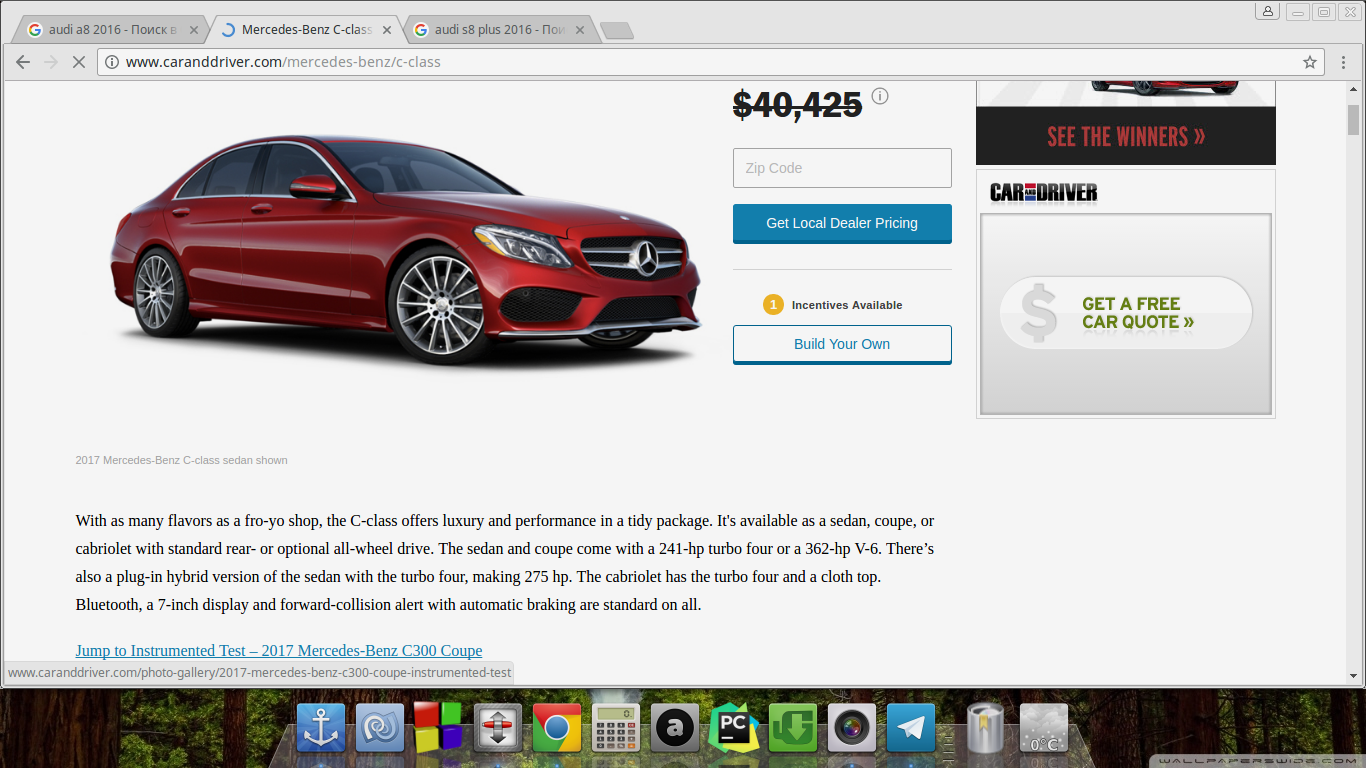 audi a8 2016 - Поиск в
Mercedes-Benz C-class
audi s8 plus 2016 - Пои
www.caranddriver.com/mercedes-benz/c-class
$40,425
Zip Code
Get Local Dealer Pricing
1 Incentives Available
Build Your Own
SEE THE WINNERS »
CAR AND DRIVER
$ GET A FREE
CAR QUOTE »
2017 Mercedes-Benz C-class sedan shown
With as many flavors as a fro-yo shop, the C-class offers luxury and performance in a tidy package. It's available as a sedan, coupe, or
cabriolet with standard rear- or optional all-wheel drive. The sedan and coupe come with a 241-hp turbo four or a 362-hp V-6. There’s
also a plug-in hybrid version of the sedan with the turbo four, making 275 hp. The cabriolet has the turbo four and a cloth top.
Bluetooth, a 7-inch display and forward-collision alert with automatic braking are standard on all.
Jump to Instrumented Test – 2017 Mercedes-Benz C300 Coupe
www.caranddriver.com/photo-gallery/2017-mercedes-benz-c300-coupe-instrumented-test
0.
a
PC
0°C
WALLPAPERSWIDE.COM